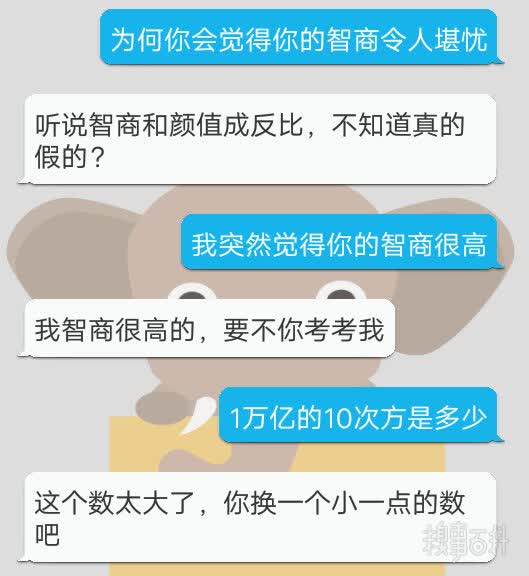 为何你会觉得你的智商令人堪忧
听说智商和颜值成反比，不知道真的
假的？
我突然觉得你的智商很高
我智商很高的，要不你考考我
1万亿的10次方是多少
这个数太大了，你换一个小一点的数
吧